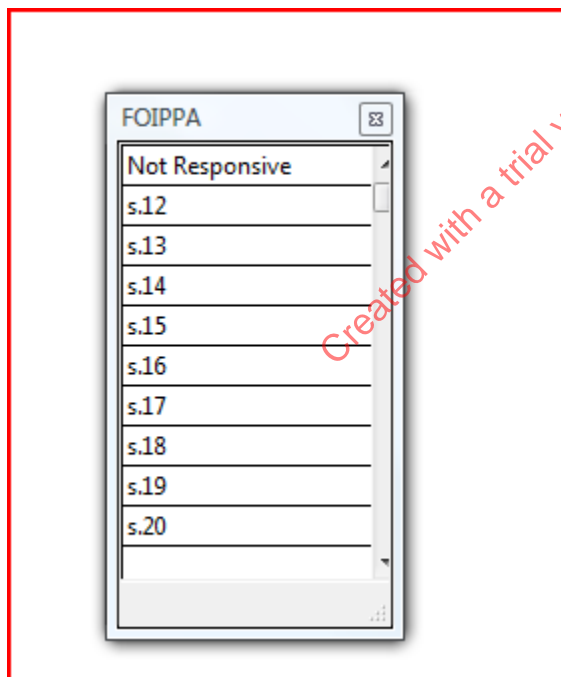 FOIPPA
Not Responsive
s.12
s.13
s.14
s.15
s.16
s.17
s.18
s.19
s.20
Created with a trial